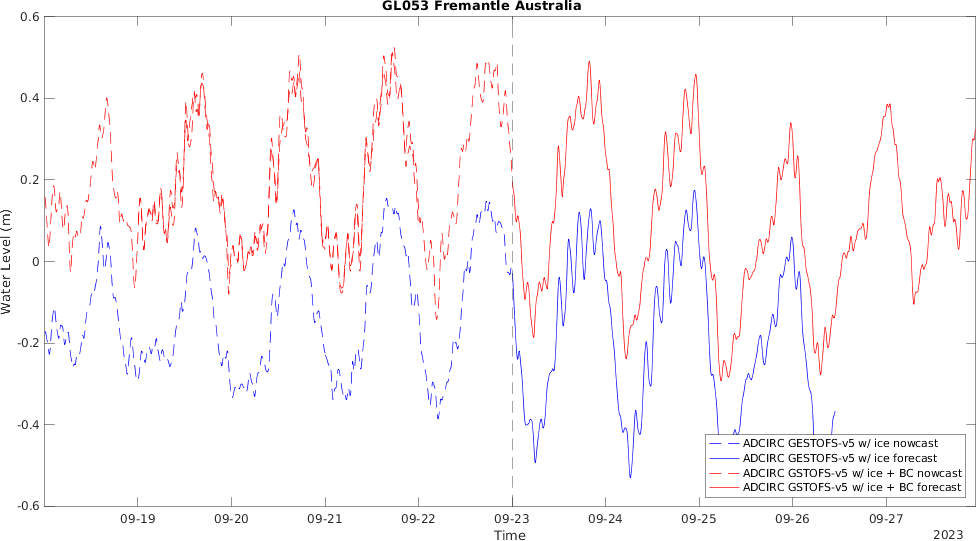 GL053 Fremantle Australia
Water Level (m)
0.6
0.4
0.2
0
-0.2
-0.4
-0.6
ADCIRC GESTOFS-v5 w/ ice nowcast
ADCIRC GESTOFS-v5 w/ ice forecast
ADCIRC GSTOFS-v5 w/ ice + BC nowcast
ADCIRC GSTOFS-v5 w/ ice + BC forecast
09-19 09-20 09-21 09-22 09-23 09-24 09-25 09-26 09-27
Time
2023